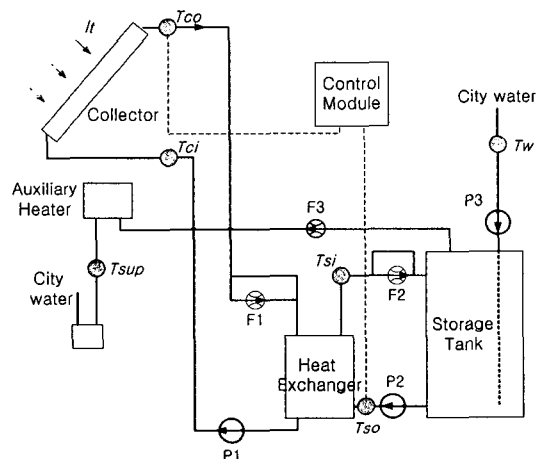 It
Tco
Collector
Control
Module
City water
Tw
Tci
Auxiliary
Heater
P3
F3
Tsup
City
water
Tsi
F2
F1
Storage
Tank
Heat
Exchanger
P2
Tso
P1